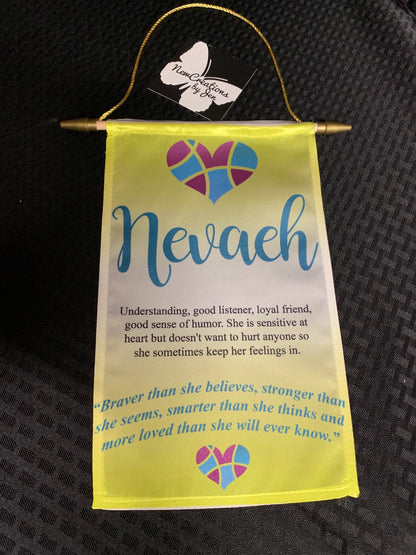 NewCreations
by Jen
Nevaeh
Understanding, good listener, loyal friend,
good sense of humor. She is sensitive at
heart but doesn't want to hurt anyone so
she sometimes keep her feelings in.
“Braver than she believes, stronger than
she seems, smarter than she thinks and
more loved than she will ever know.”